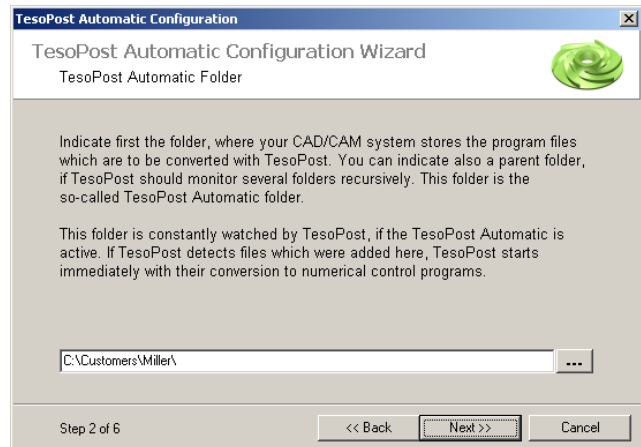 TesoPost Automatic Configuration
TesoPost Automatic Configuration Wizard
TesoPost Automatic Folder
Indicate first the folder, where your CAD/CAM system stores the program files
which are to be converted with TesoPost. You can indicate also a parent folder,
if TesoPost should monitor several folders recursively. This folder is the
so-called TesoPost Automatic folder.
This folder is constantly watched by TesoPost, if the TesoPost Automatic is
active. If TesoPost detects files which were added here, TesoPost starts
immediately with their conversion to numerical control programs.
C:\Customers\Miller\ ...
Step 2 of 6 << Back Next >> Cancel